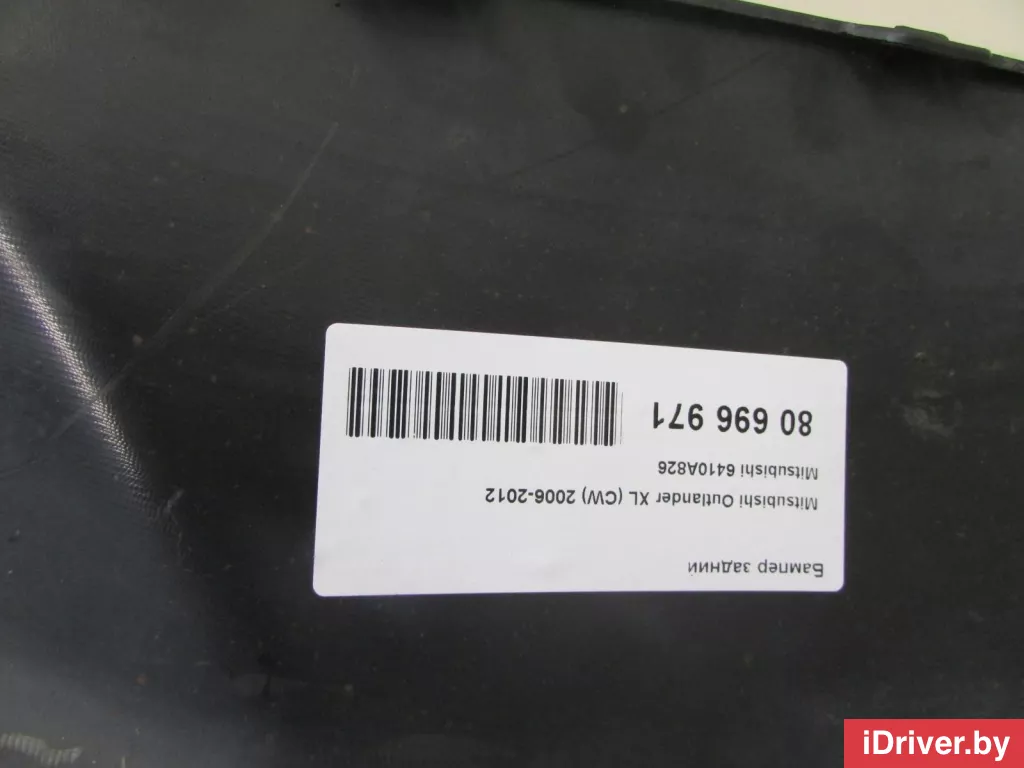 Бампер задний
Mitsubishi Outlander XL (CW) 2006-2012
Mitsubishi 6410A826
80 696 971
iDriver.by